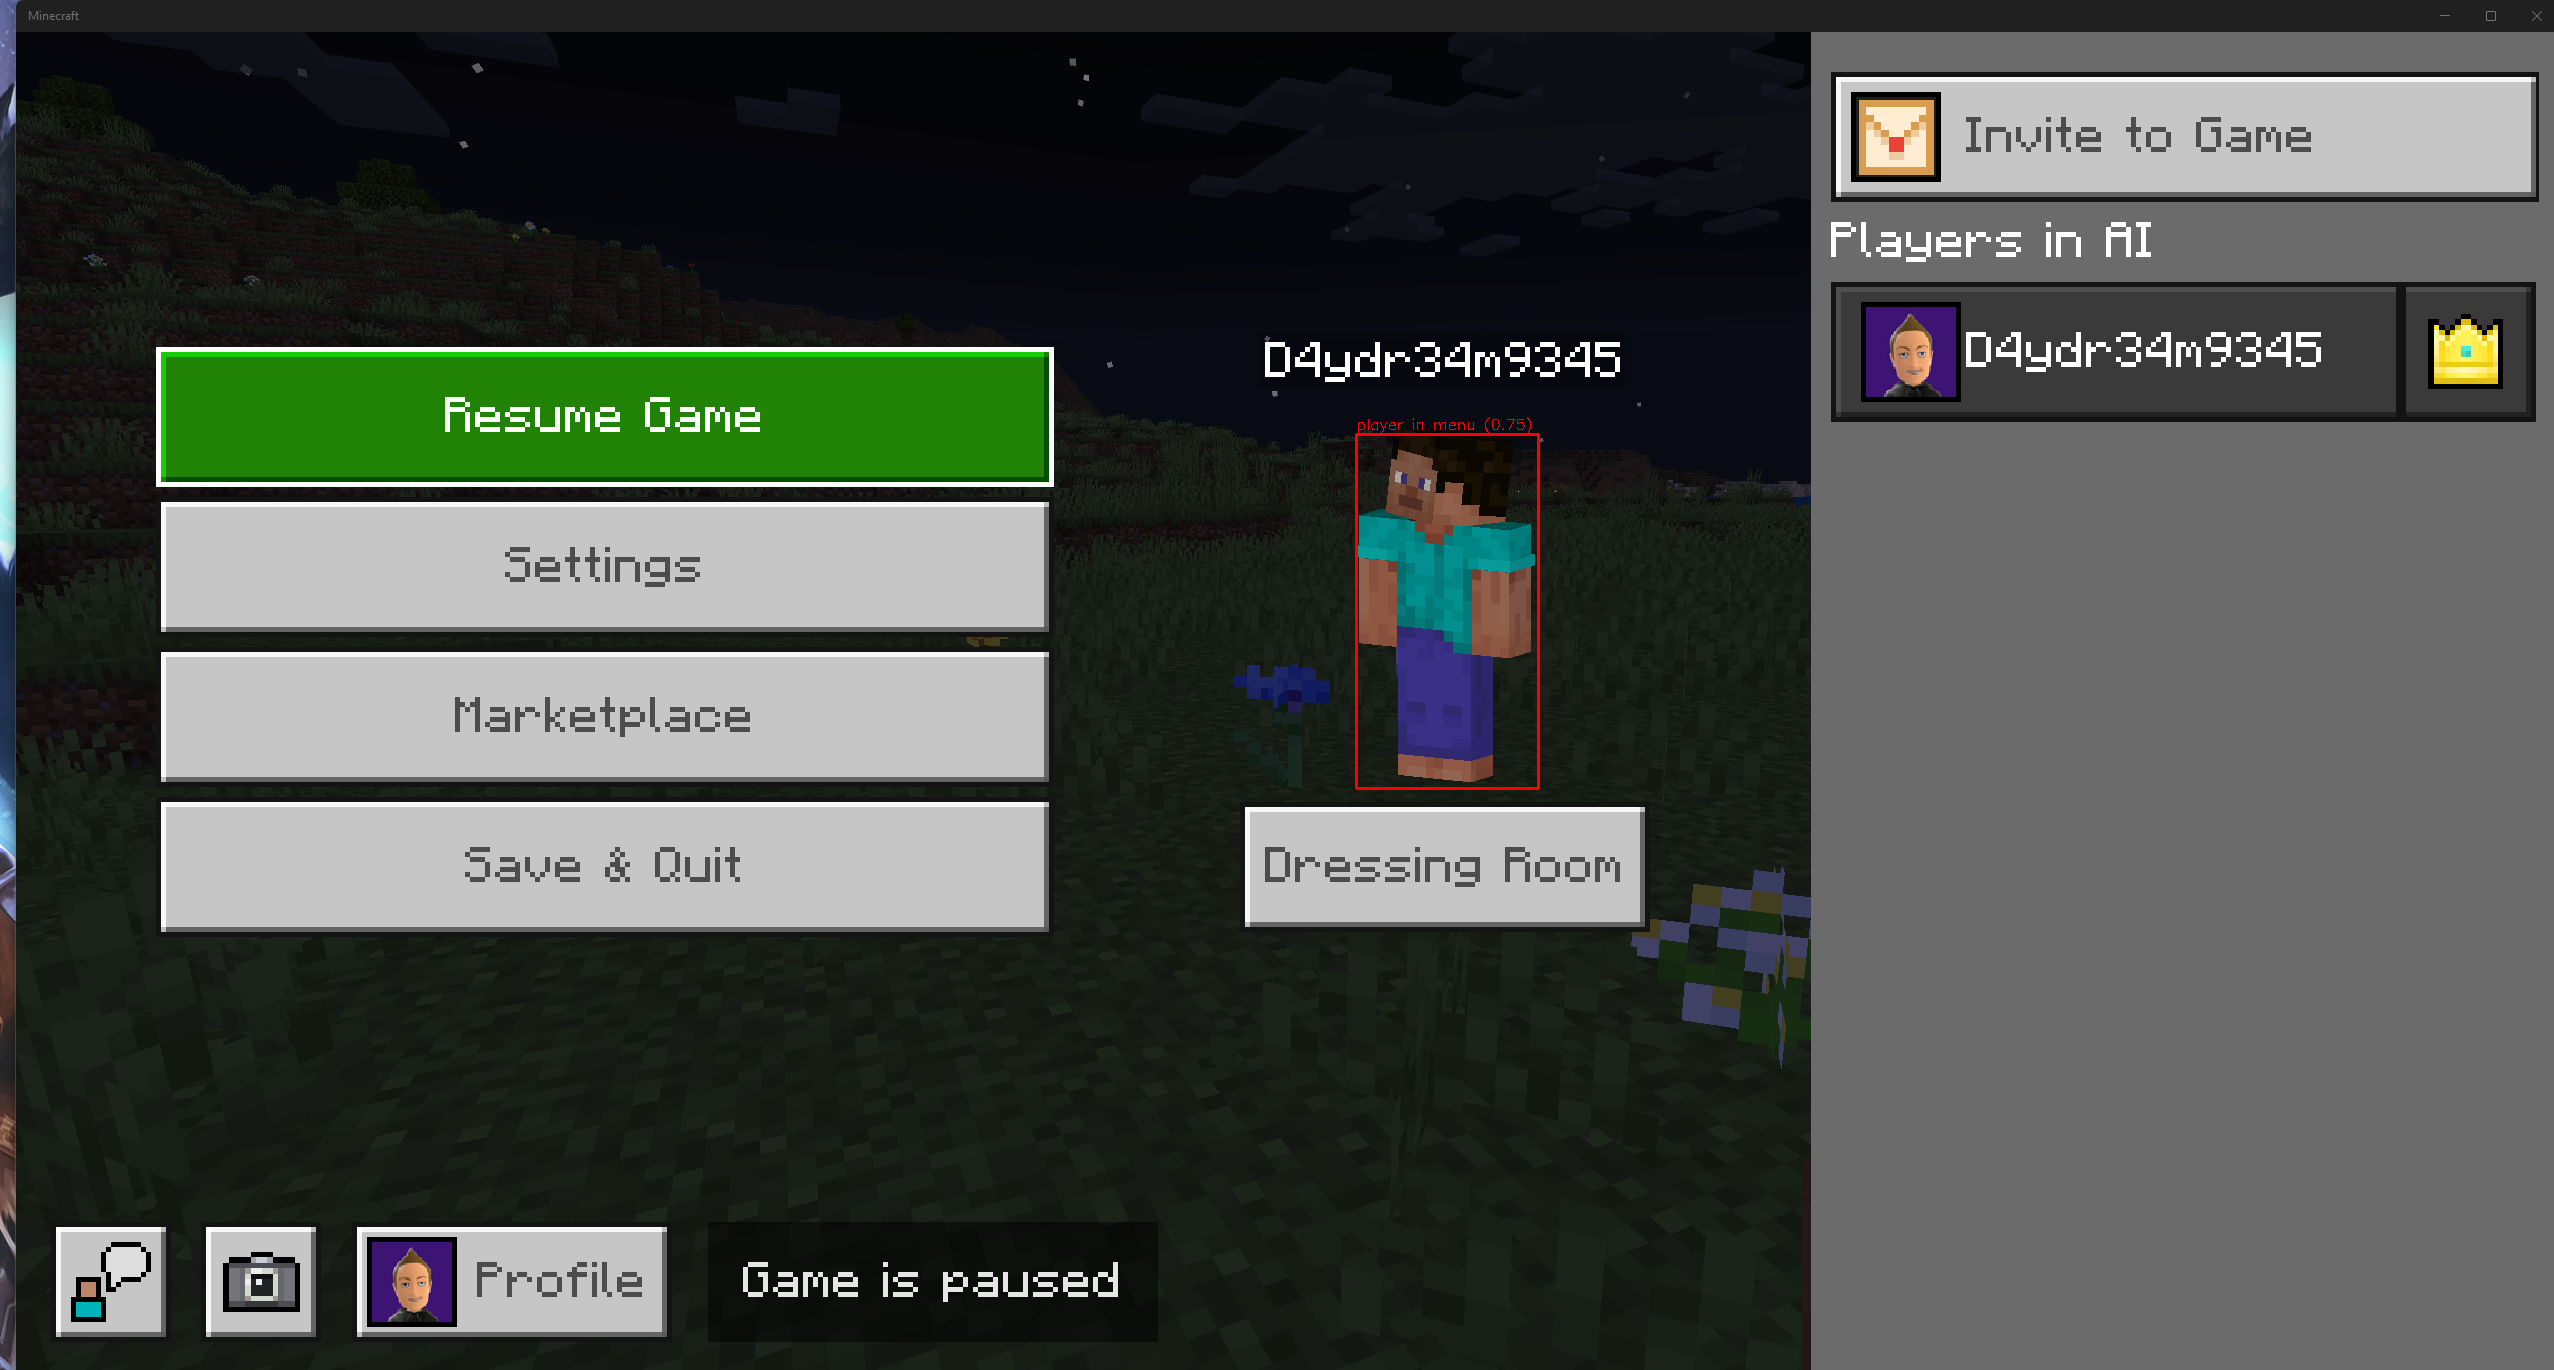 Minecraft
Invite to Game
Players in AI
D4ydr34m9345
D4ydr34m9345
player in menu (0.75)
Resume Game
Settings
Marketplace
Save & Quit
Dressing Room
Profile
Game is paused